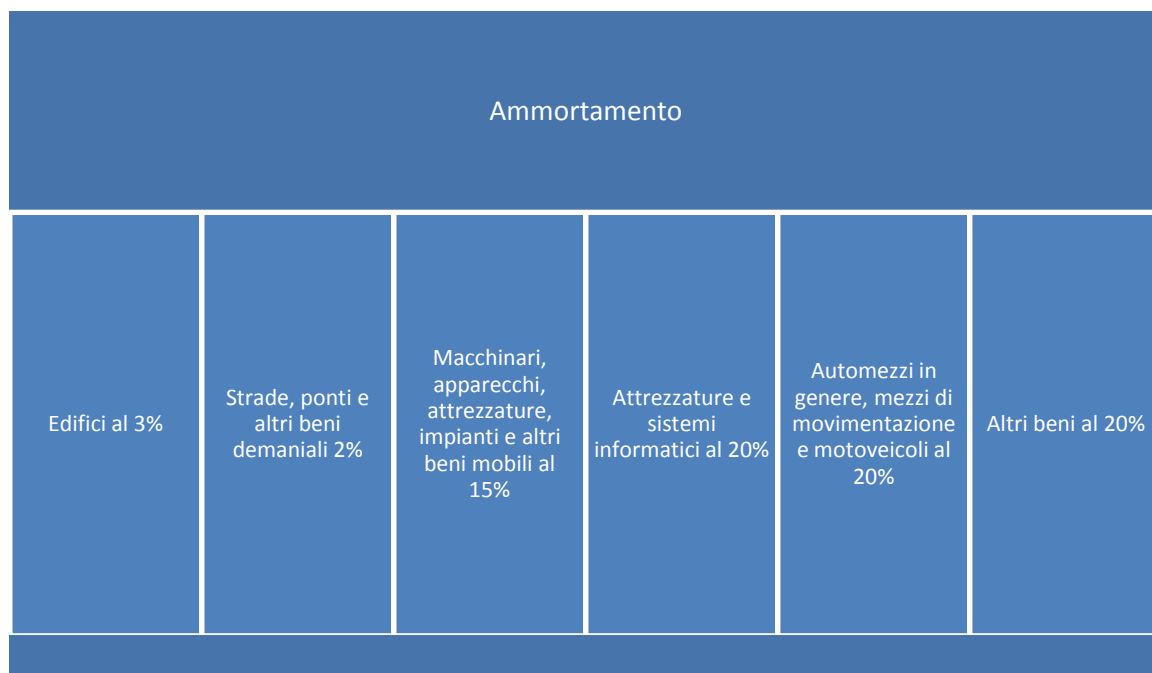 Ammortamento
Edifici al 3%
Strade, ponti e
altri beni
demaniali 2%
Macchinari,
apparecchi,
attrezzature,
impianti e altri
beni mobili al
15%
Attrezzature e
sistemi
informatici al 20%
Automezzi in
genere, mezzi di
movimentazione
e motoveicoli al
20%
Altri beni al 20%